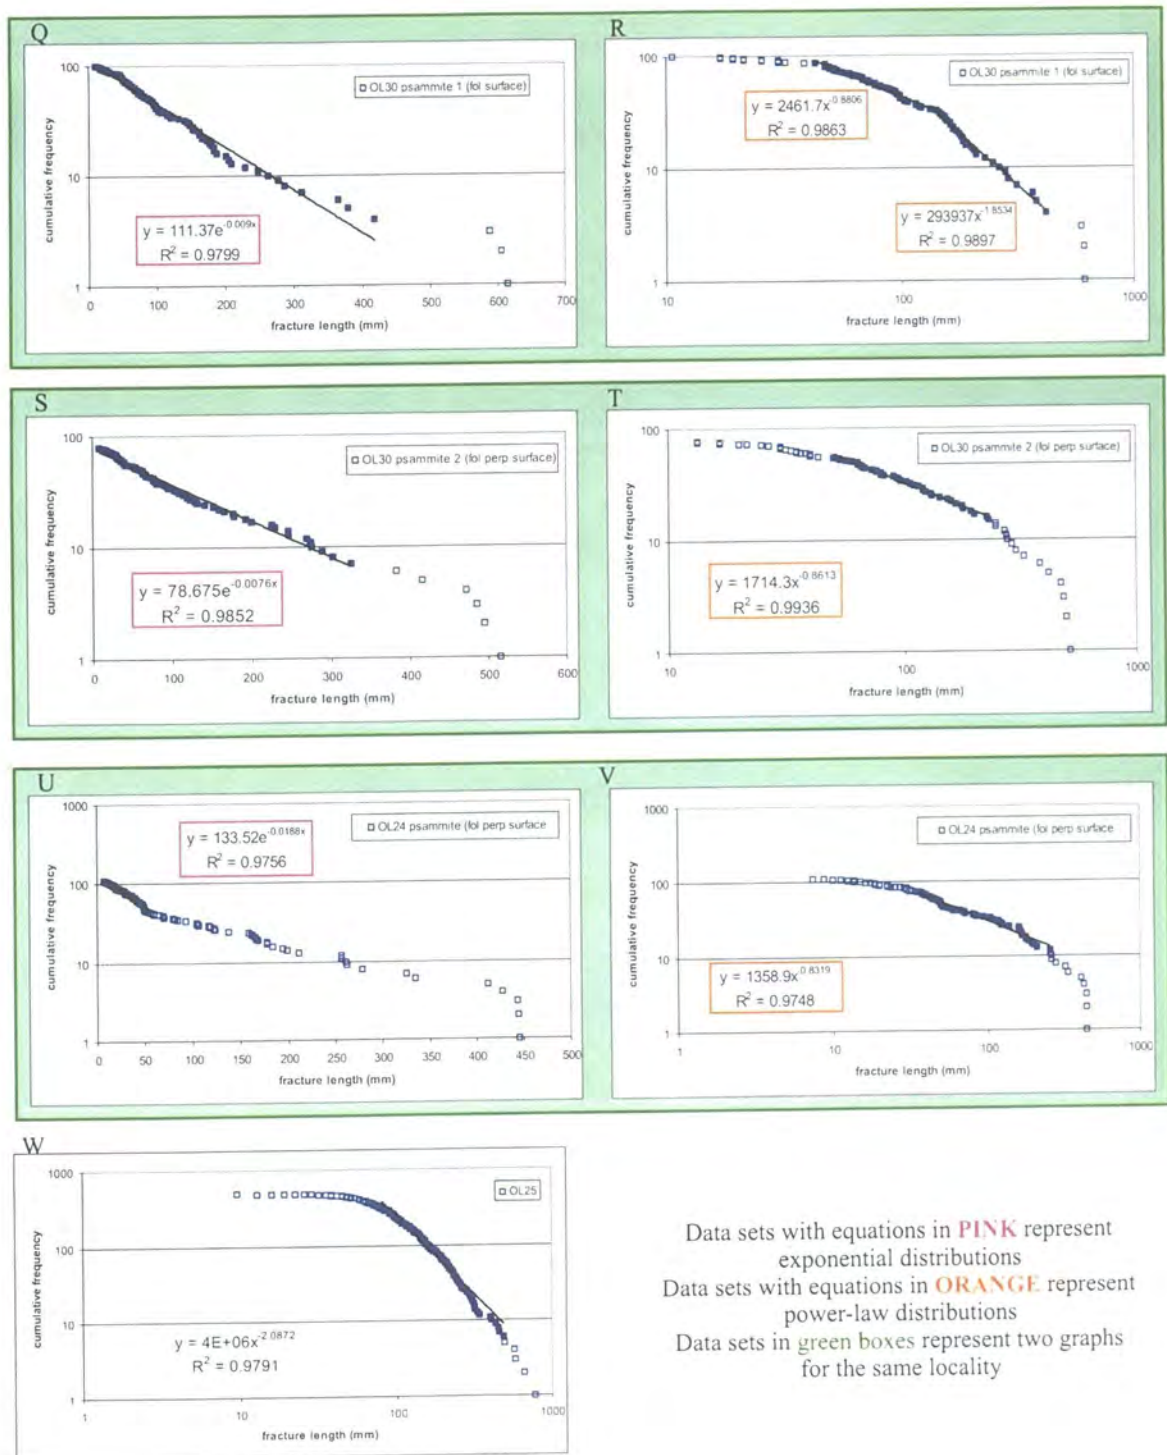 Q
cumulative frequency
100
10
1
□ OL30 psammite 1 (fol surface)
y = 111.37e^-0.009x
R² = 0.9799
0 100 200 300 400 500 600 700
fracture length (mm)
R
cumulative frequency
100
10
1
□ OL30 psammite 1 (fol surface)
y = 2461.7x^-0.8806
R² = 0.9863
y = 293937x^-1.8534
R² = 0.9897
10 100 1000
fracture length (mm)
S
cumulative frequency
100
10
1
□ OL30 psammite 2 (fol perp surface)
y = 78.675e^-0.0076x
R² = 0.9852
0 100 200 300 400 500 600
fracture length (mm)
T
cumulative frequency
100
10
1
□ OL30 psammite 2 (fol perp surface)
y = 1714.3x^-0.8613
R² = 0.9936
10 100 1000
fracture length (mm)
U
cumulative frequency
1000
100
10
1
□ OL24 psammite (fol perp surface
y = 133.52e^-0.0188x
R² = 0.9756
0 50 100 150 200 250 300 350 400 450 500
fracture length (mm)
V
cumulative frequency
1000
100
10
1
□ OL24 psammite (fol perp surface
y = 1358.9x^-0.8319
R² = 0.9748
1 10 100 1000
fracture length (mm)
W
cumulative frequency
1000
100
10
1
□ OL25
y = 4E+06x^-2.0872
R² = 0.9791
1 10 100 1000
fracture length (mm)
Data sets with equations in PINK represent
exponential distributions
Data sets with equations in ORANGE represent
power-law distributions
Data sets in green boxes represent two graphs
for the same locality